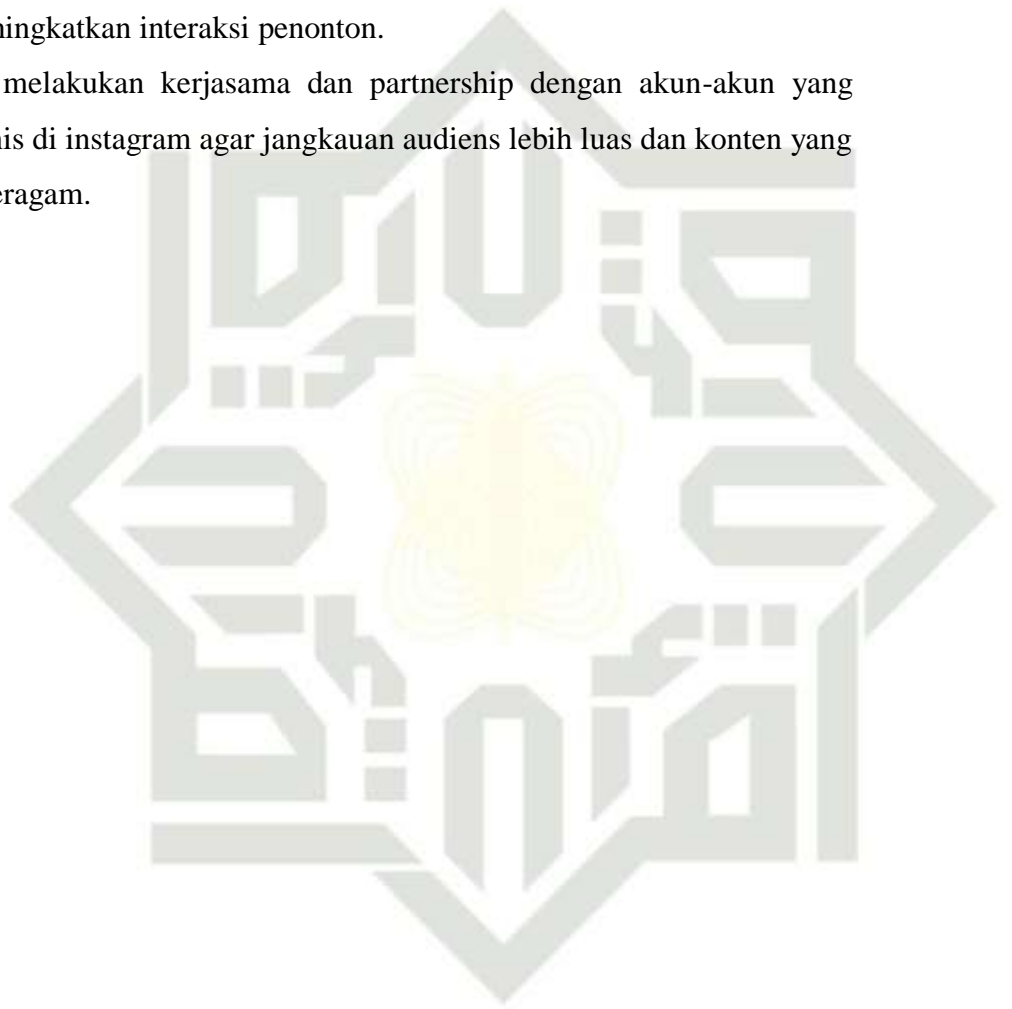 ningkatkan interaksi penonton.
melakukan kerjasama dan partnership dengan akun-akun yang
nis di instagram agar jangkauan audiens lebih luas dan konten yang
eragam.